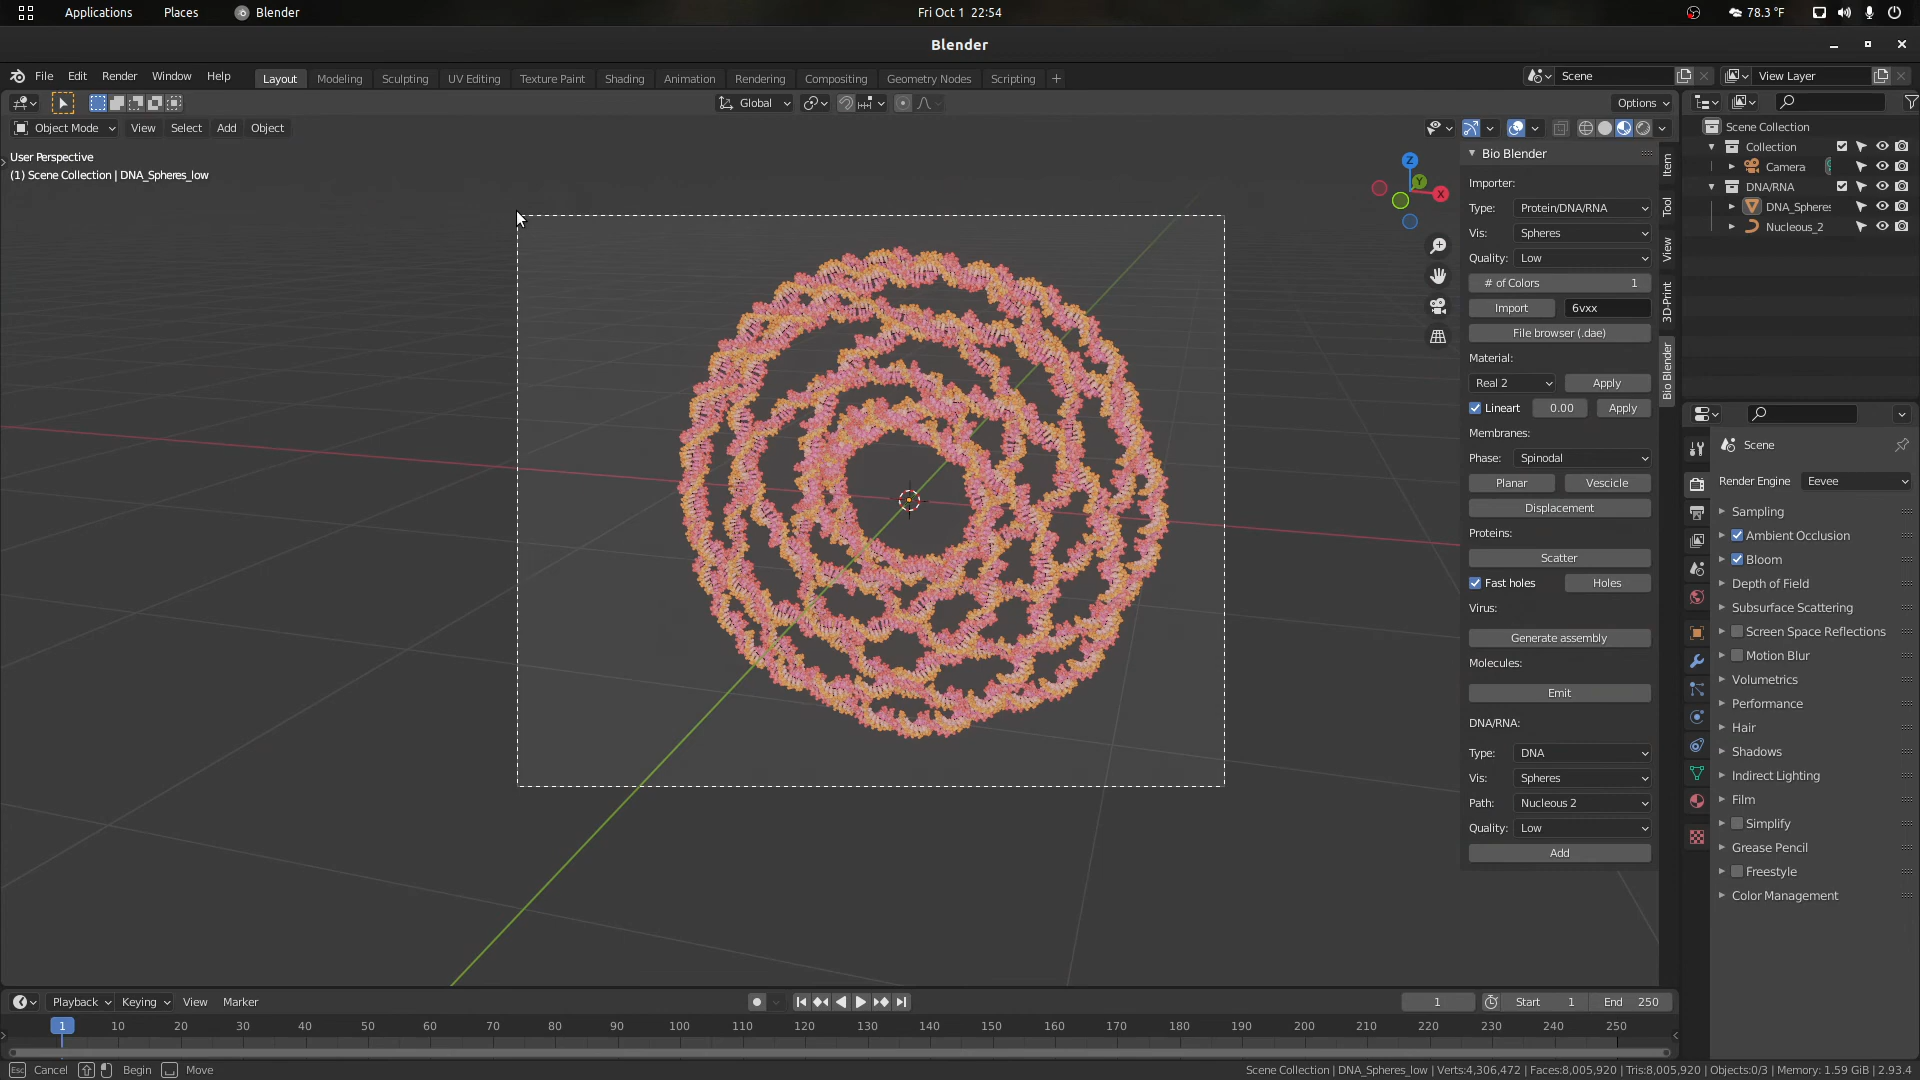 Applications Places Blender Fri Oct 1 22:54 78.3 °F
Blender
File Edit Render Window Help Layout Modeling Sculpting UV Editing Texture Paint Shading Animation Rendering Compositing Geometry Nodes Scripting + Scene View Layer
Global Options
Object Mode View Select Add Object
User Perspective
(1) Scene Collection | DNA_Spheres_low
Z
Y
X
Bio Blender
Importer:
Type: Protein/DNA/RNA
Vis: Spheres
Quality: Low
# of Colors 1
Import 6vxx
File browser (.dae)
Material:
Real 2 Apply
Lineart 0.00 Apply
Membranes:
Phase: Spinodal
Planar Vescicle
Displacement
Proteins:
Scatter
Fast holes Holes
Virus:
Generate assembly
Molecules:
Emit
DNA/RNA:
Type: DNA
Vis: Spheres
Path: Nucleous 2
Quality: Low
Add
Item
Tool
View
3D-Print
Bio Blender
Scene Collection
Collection
Camera
DNA/RNA
DNA_Spheres
Nucleous_2
Scene
Render Engine Eevee
Sampling
Ambient Occlusion
Bloom
Depth of Field
Subsurface Scattering
Screen Space Reflections
Motion Blur
Volumetrics
Performance
Hair
Shadows
Indirect Lighting
Film
Simplify
Grease Pencil
Freestyle
Color Management
Playback Keying View Marker 1 Start 1 End 250
1 10 20 30 40 50 60 70 80 90 100 110 120 130 140 150 160 170 180 190 200 210 220 230 240 250
Esc Cancel Begin Move Scene Collection | DNA_Spheres_low | Verts:4,306,472 | Faces:8,005,920 | Tris:8,005,920 | Objects:0/3 | Memory: 1.59 GiB | 2.93.4